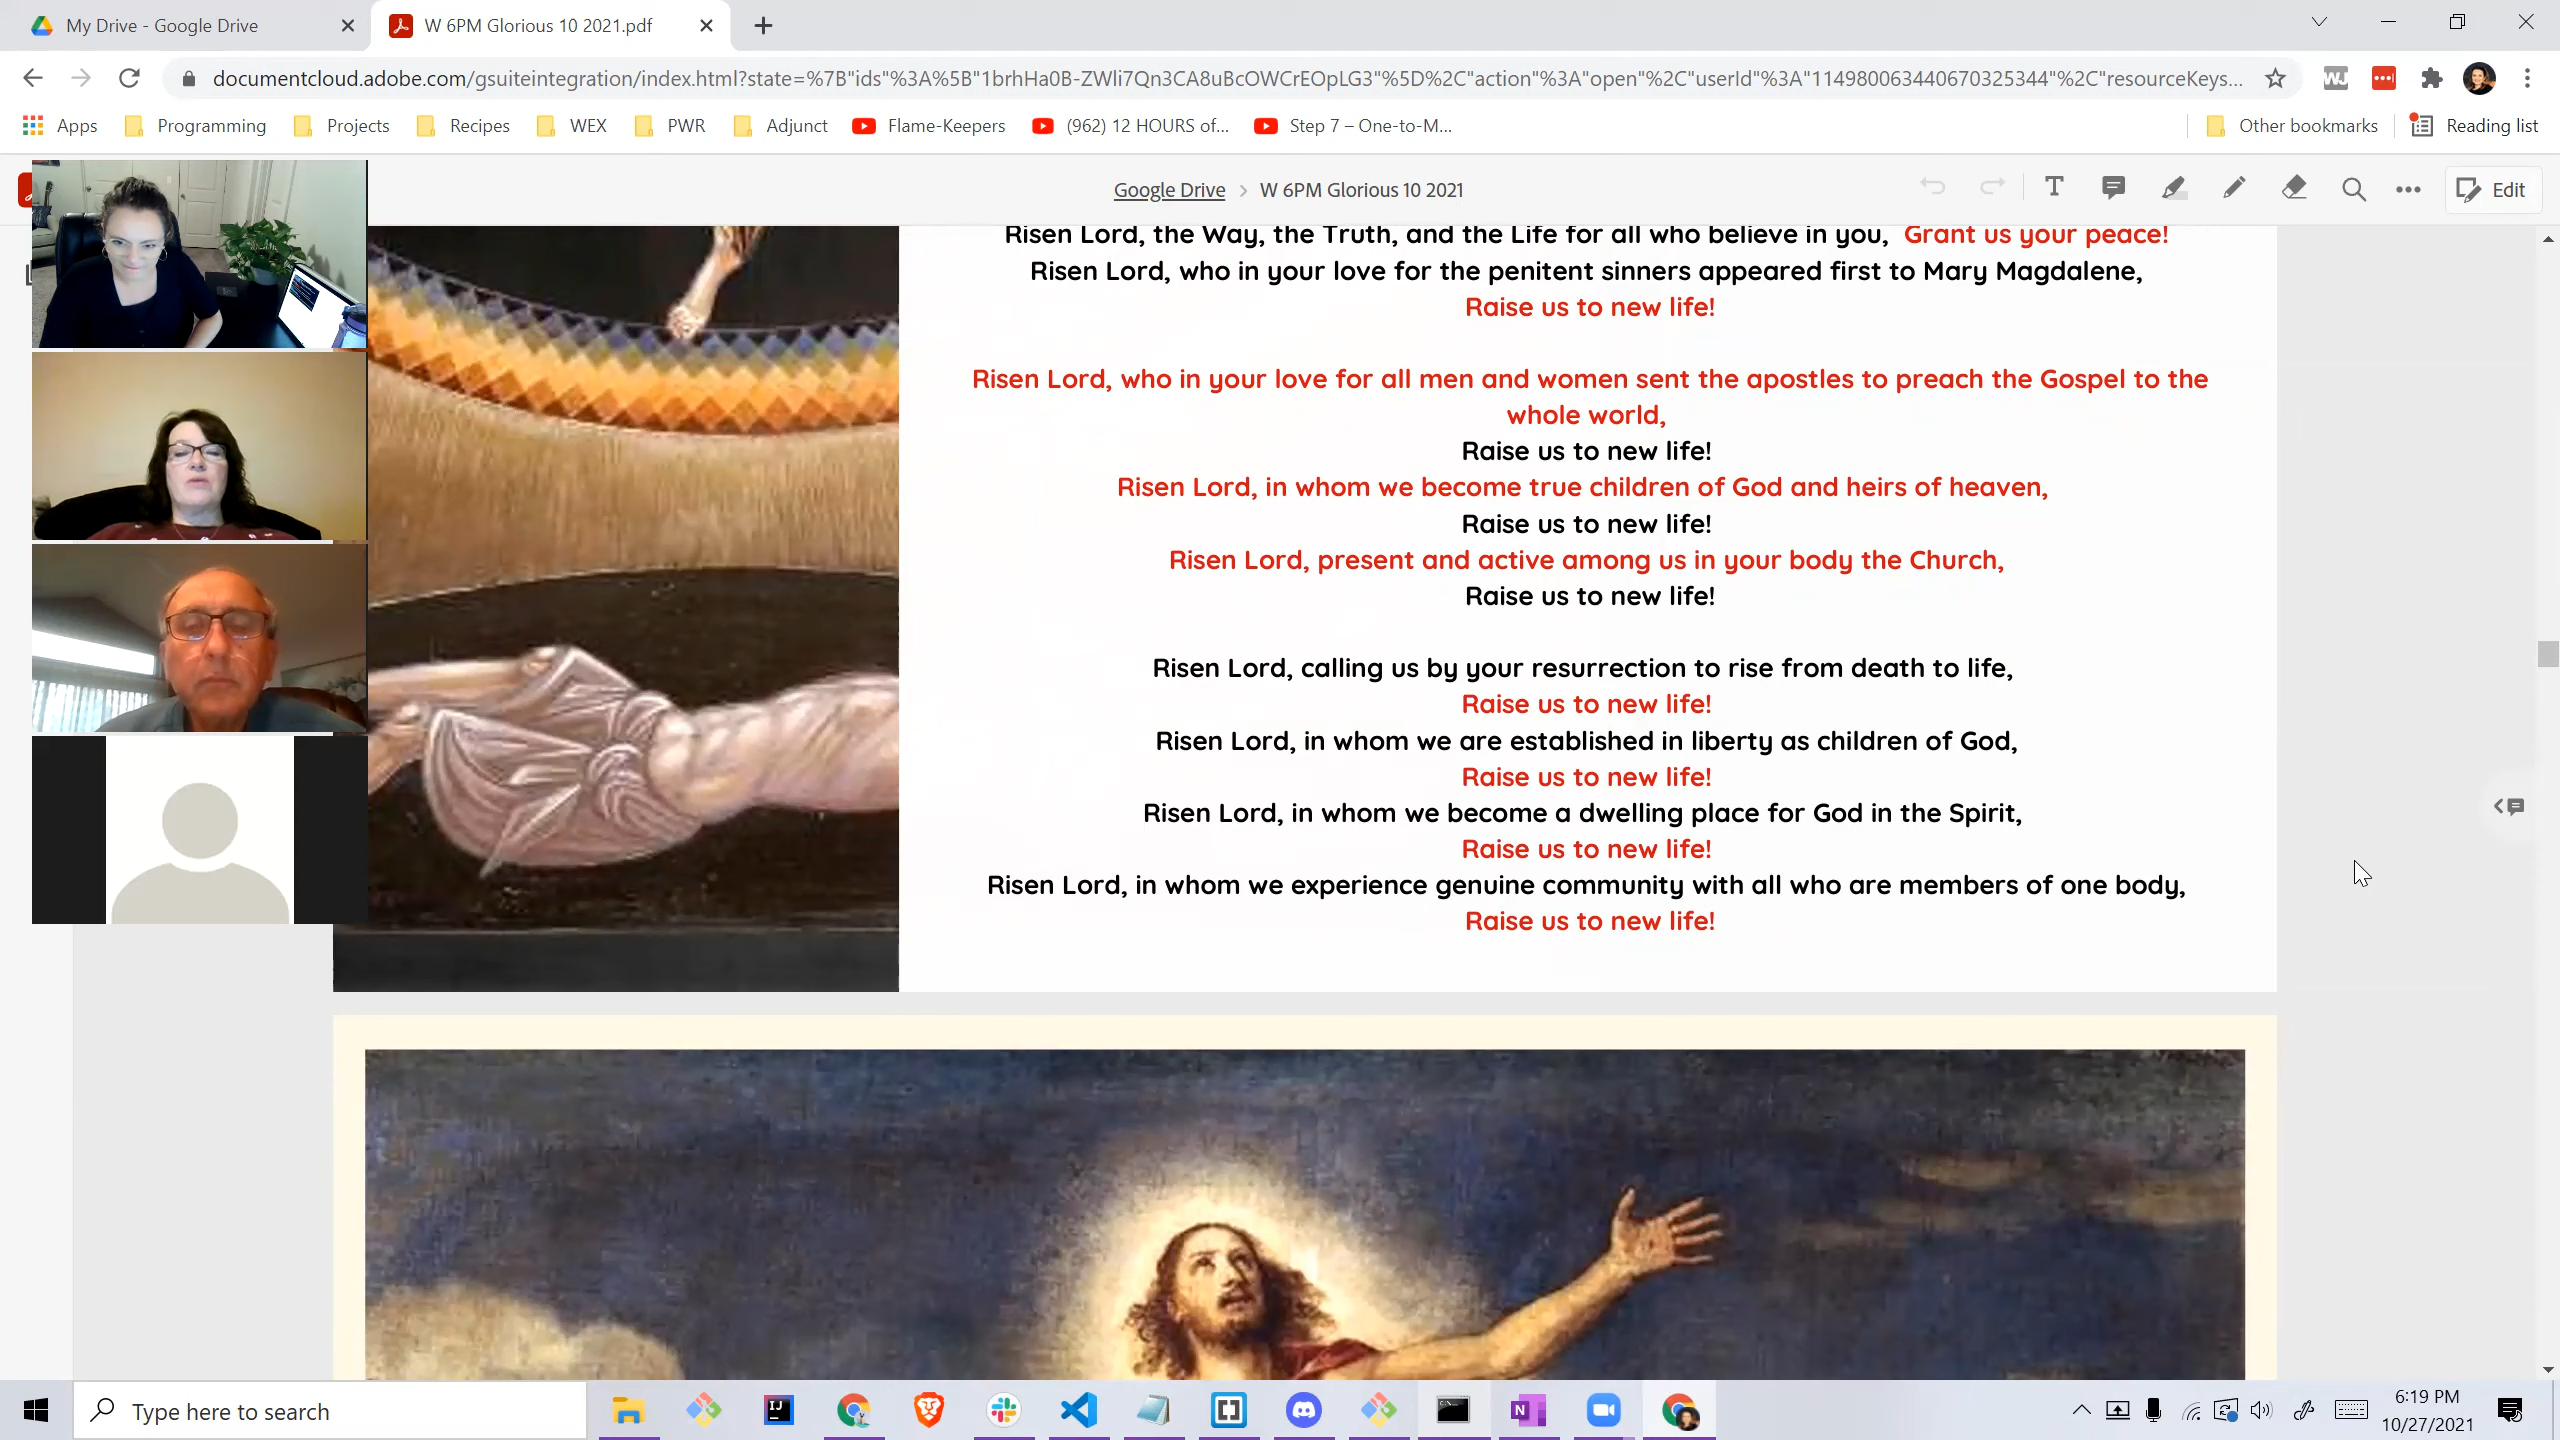 My Drive - Google Drive
W 6PM Glorious 10 2021.pdf
documentcloud.adobe.com/gsuiteintegration/index.html?state=%7B"ids"%3A%5B"1brhHa0B-ZWli7Qn3CA8uBcOWCrEOpLG3"%5D%2C"action"%3A"open"%2C"userId"%3A"114980063440670325344"%2C"resourceKeys...
Apps
Programming
Projects
Recipes
WEX
PWR
Adjunct
Flame-Keepers
(962) 12 HOURS of...
Step 7 – One-to-M...
Other bookmarks
Reading list
Google Drive > W 6PM Glorious 10 2021
Edit
Risen Lord, the Way, the Truth, and the Life for all who believe in you, Grant us your peace!
Risen Lord, who in your love for the penitent sinners appeared first to Mary Magdalene,
Raise us to new life!
Risen Lord, who in your love for all men and women sent the apostles to preach the Gospel to the
whole world,
Raise us to new life!
Risen Lord, in whom we become true children of God and heirs of heaven,
Raise us to new life!
Risen Lord, present and active among us in your body the Church,
Raise us to new life!
Risen Lord, calling us by your resurrection to rise from death to life,
Raise us to new life!
Risen Lord, in whom we are established in liberty as children of God,
Raise us to new life!
Risen Lord, in whom we become a dwelling place for God in the Spirit,
Raise us to new life!
Risen Lord, in whom we experience genuine community with all who are members of one body,
Raise us to new life!
Type here to search
6:19 PM
10/27/2021